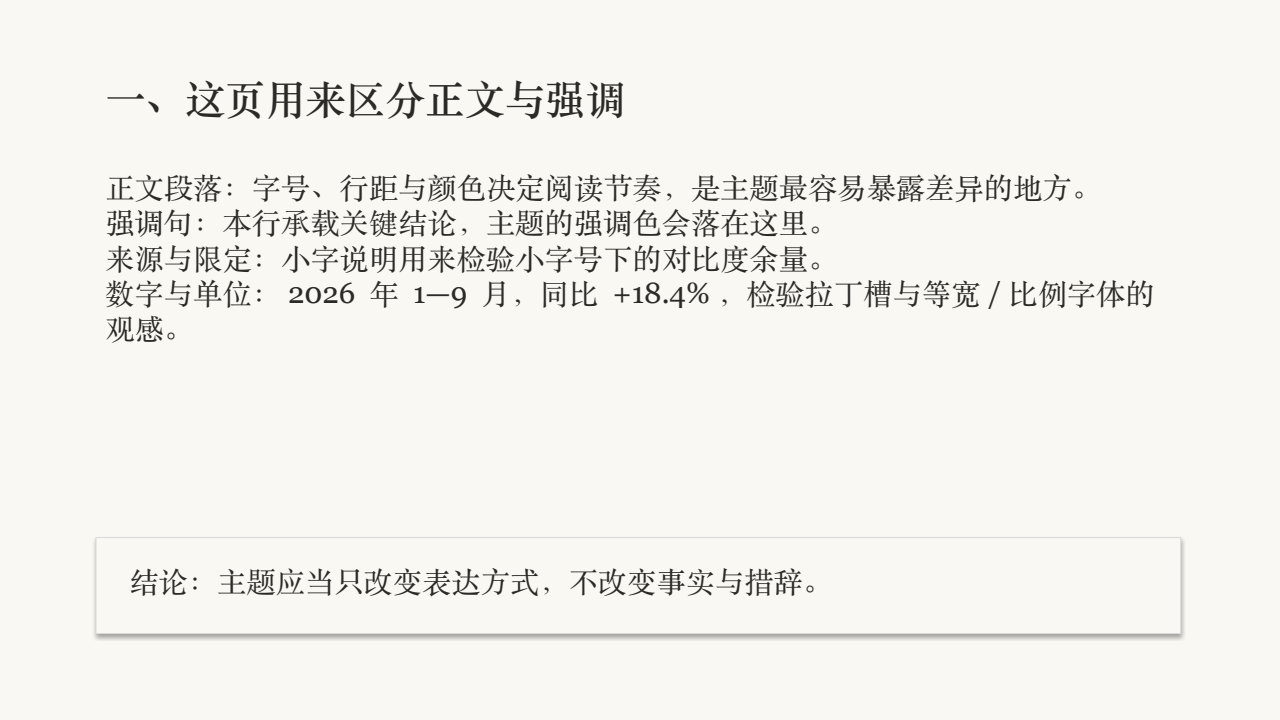 一、这页用来区分正文与强调
正文段落：字号、行距与颜色决定阅读节奏，是主题最容易暴露差异的地方。
强调句：本行承载关键结论，主题的强调色会落在这里。
来源与限定：小字说明用来检验小字号下的对比度余量。
数字与单位： 2026 年 1—9 月，同比 +18.4% ，检验拉丁槽与等宽 / 比例字体的
观感。
结论：主题应当只改变表达方式，不改变事实与措辞。